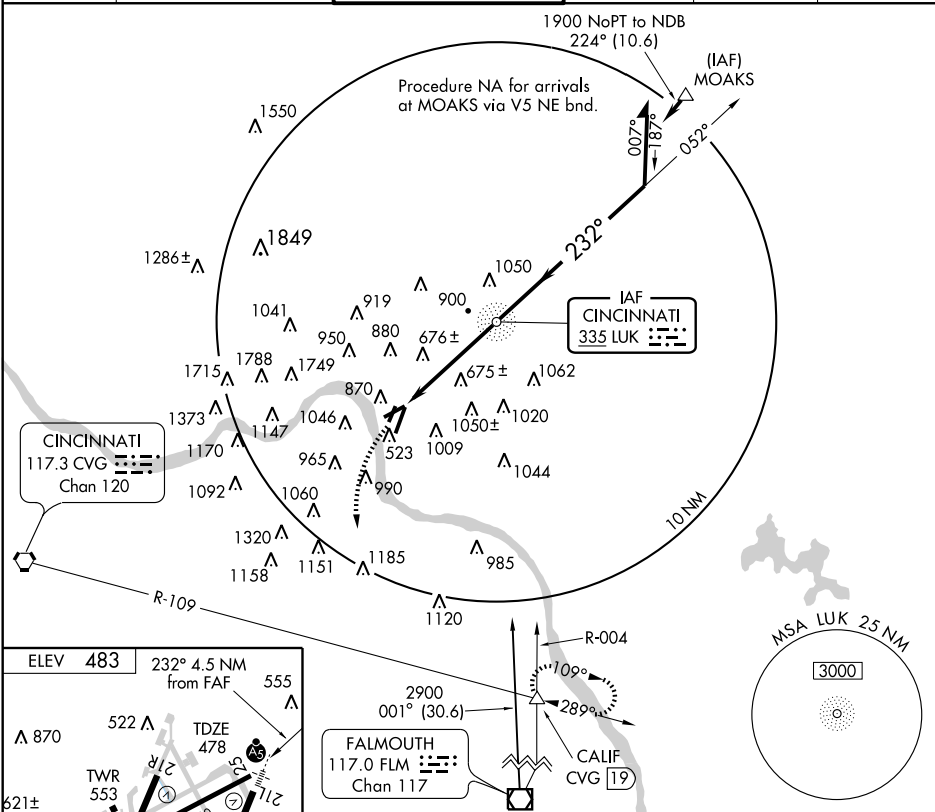 1900 NoPT to NDB
224° (10.6)
(IAF)
MOAKS
Procedure NA for arrivals
at MOAKS via V5 NE bnd.
1550
007°
187°
052°
232°
1849
1286±
1050
IAF
CINCINNATI
335 LUK
900
919
1041
950
880
676±
1715
1788
1749
675±
1062
870
1373
1147
1046
1050±
1020
1170
523
1009
CINCINNATI
117.3 CVG
Chan 120
965
1044
1092
990
1060
10 NM
1320
1151
1185
985
1158
1120
R-109
R-004
MSA LUK 25 NM
3000
109°
289°
2900
001° (30.6)
CALIF
CVG 19
FALMOUTH
117.0 FLM
Chan 117
ELEV 483
232° 4.5 NM
from FAF
555
522
870
TDZE
478
A5
TWR
553
21R
25
21L
621±